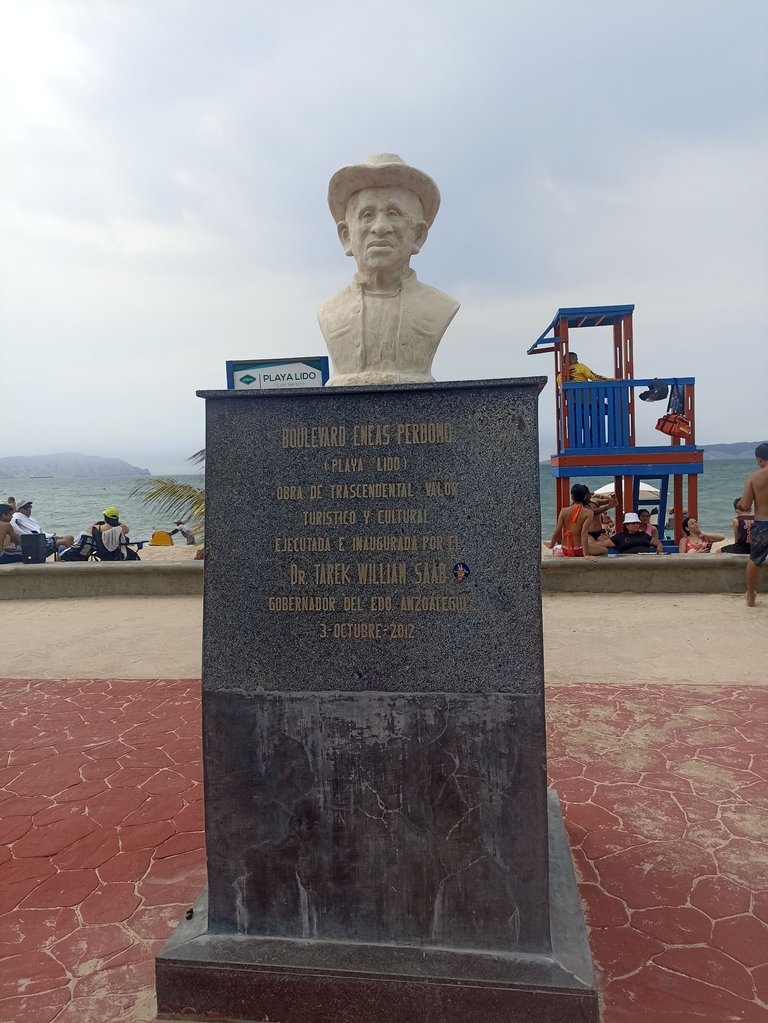 PLAYA LIDO
BOULEVARD ENEAS PERDOMO
(PLAYA LIDO)
OBRA DE TRASCENDENTAL VALOR
TURISTICO Y CULTURAL
EJECUTADA E INAUGURADA POR EL
DR. TAREK WILLIAN SAAB
GOBERNADOR DEL EDO. ANZOATEGUI
3-OCTUBRE-2012